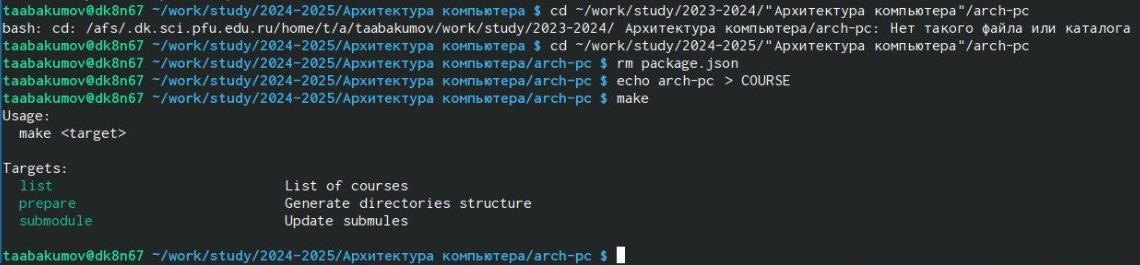 taabakumov@dk8n67 ~/work/study/2024-2025/Архитектура компьютера $ cd ~/work/study/2023-2024/"Архитектура компьютера"/arch-pc
bash: cd: /afs/.dk.sci.pfu.edu.ru/home/t/a/taabakumov/work/study/2023-2024/ Архитектура компьютера/arch-pc: Нет такого файла или каталога
taabakumov@dk8n67 ~/work/study/2024-2025/Архитектура компьютера $ cd ~/work/study/2024-2025/"Архитектура компьютера"/arch-pc
taabakumov@dk8n67 ~/work/study/2024-2025/Архитектура компьютера/arch-pc $ rm package.json
taabakumov@dk8n67 ~/work/study/2024-2025/Архитектура компьютера/arch-pc $ echo arch-pc > COURSE
taabakumov@dk8n67 ~/work/study/2024-2025/Архитектура компьютера/arch-pc $ make
Usage:
  make <target>
Targets:
  list                           List of courses
  prepare                        Generate directories structure
  submodule                      Update submules
taabakumov@dk8n67 ~/work/study/2024-2025/Архитектура компьютера/arch-pc $